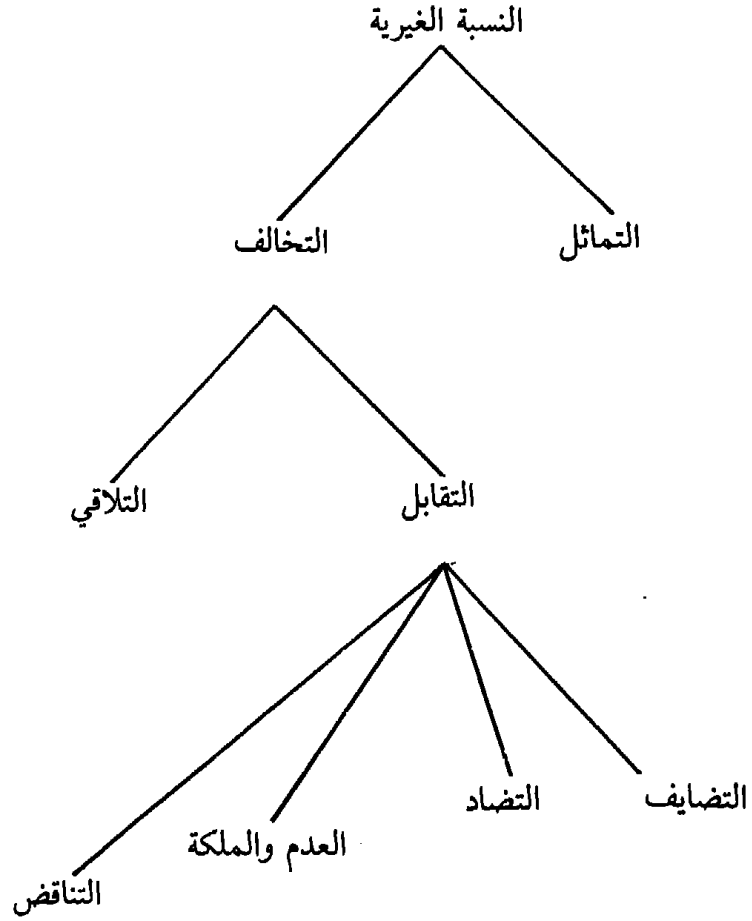 النسبة الغيرية
التماثل
التخالف
التقابل
التلاقي
التضايف
التضاد
العدم والملكة
التناقض